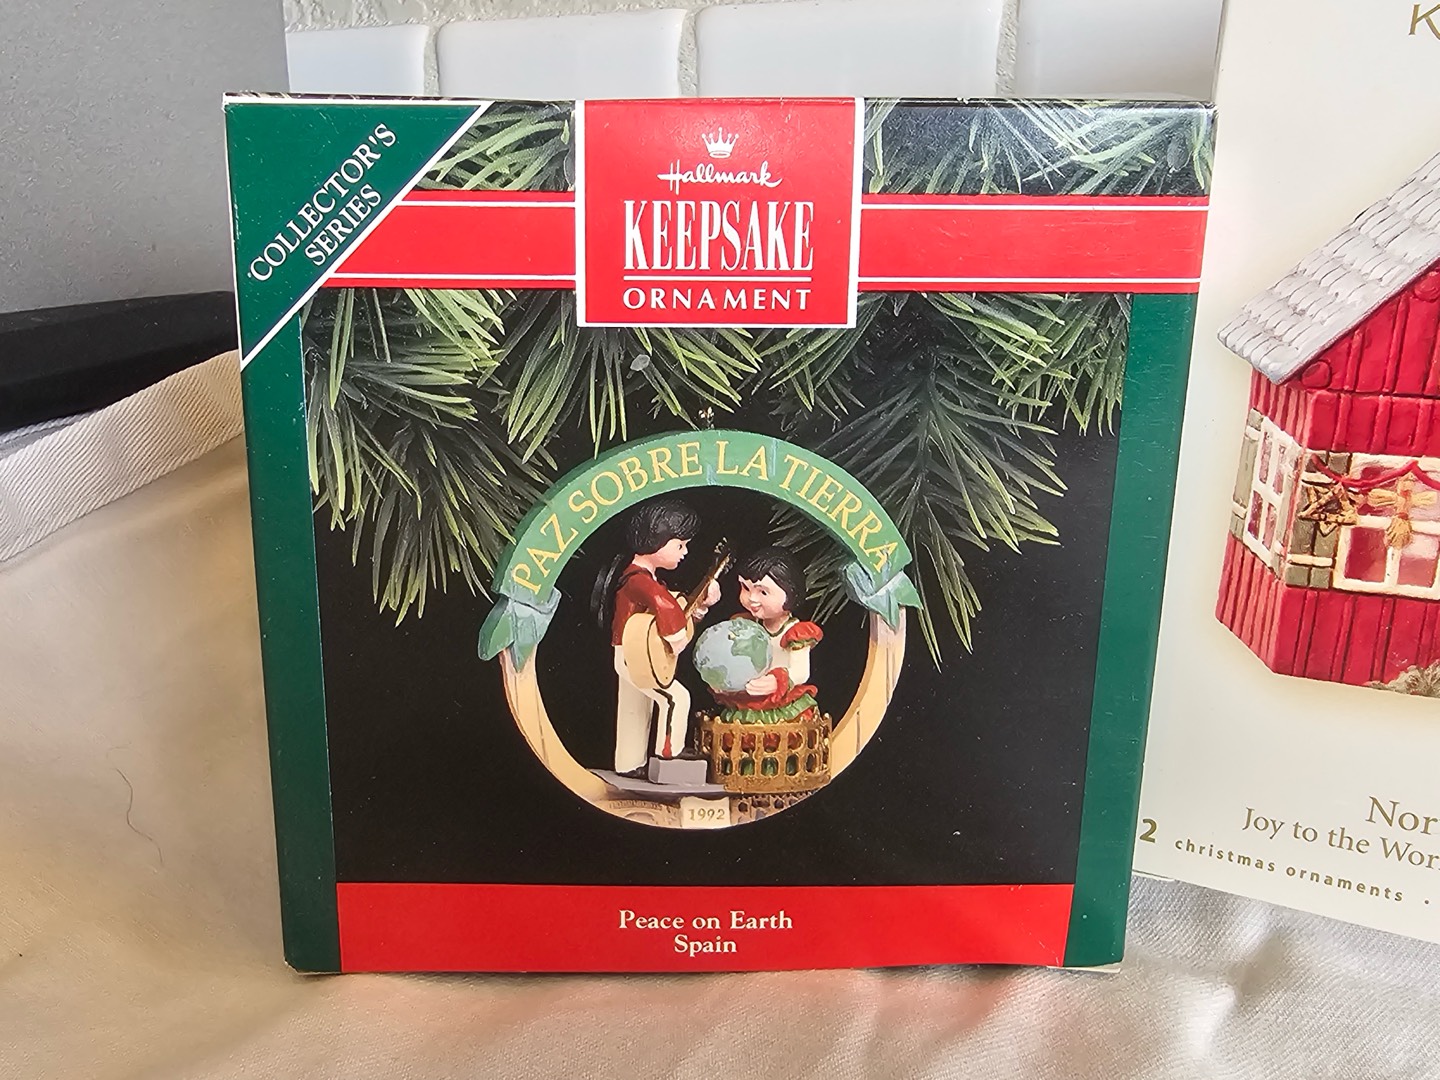 COLLECTOR'S
SERIES
Hallmark
KEEPSAKE
ORNAMENT
PAZ SOBRE LA TIERRA
1992
Peace on Earth
Spain
K
Nor
Joy to the Wor
2 christmas ornaments •